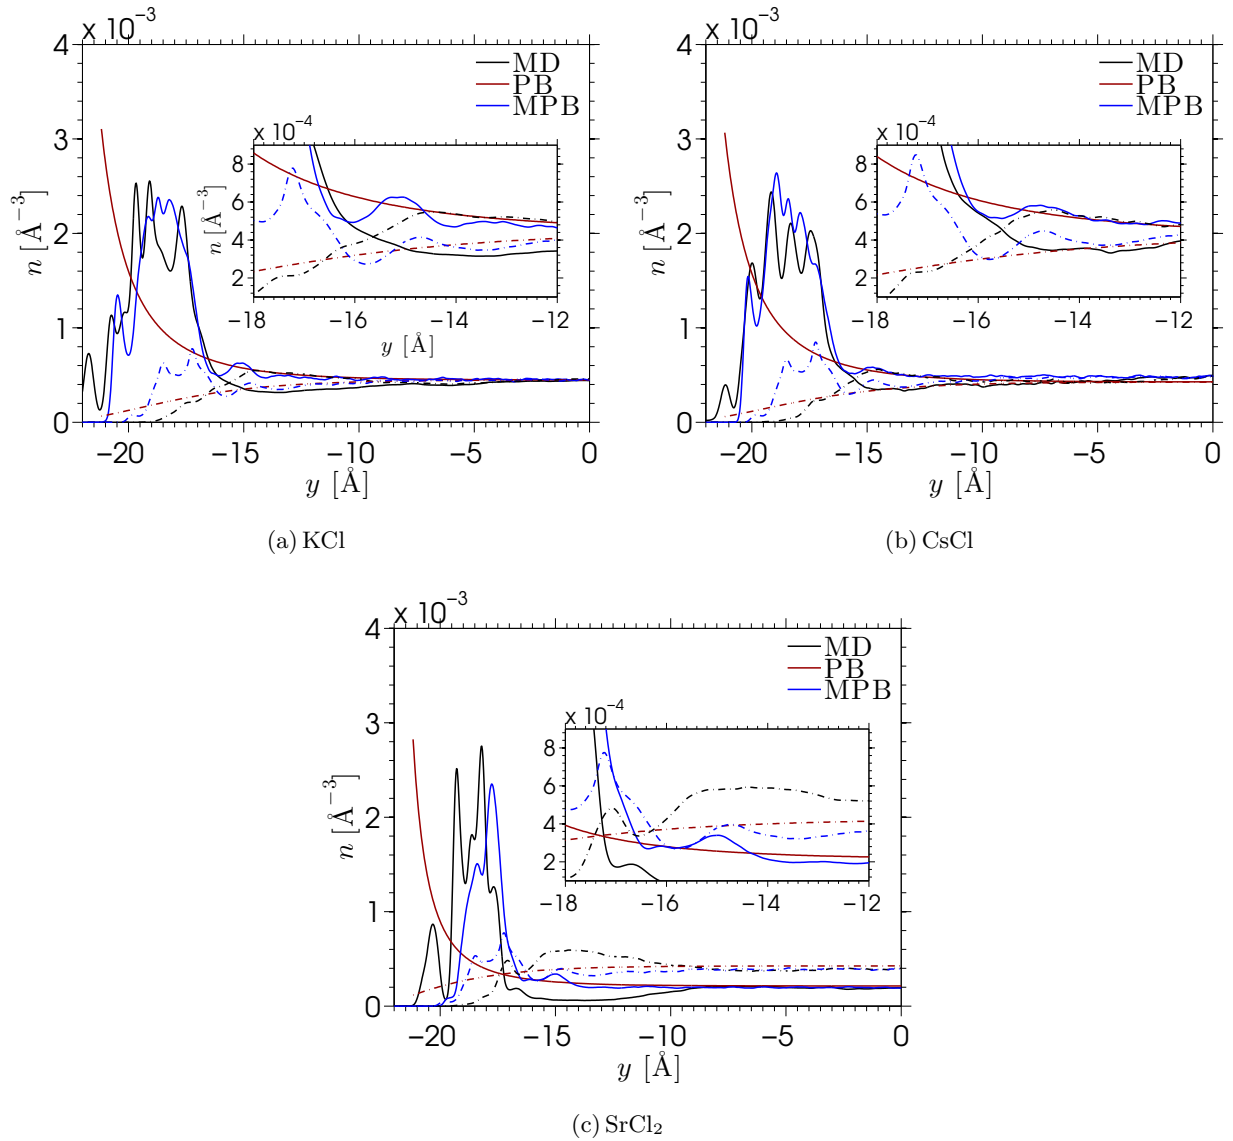 x 10⁻³
4
3
2
1
0
n [Å⁻³]
MD
PB
MPB
x 10⁻⁴
8
6
4
2
n [Å⁻³]
−18 −16 −14 −12
y [Å]
−20 −15 −10 −5 0
y [Å]
(a) KCl
x 10⁻³
4
3
2
1
0
n [Å⁻³]
MD
PB
MPB
x 10⁻⁴
8
6
4
2
−18 −16 −14 −12
−20 −15 −10 −5 0
y [Å]
(b) CsCl
x 10⁻³
4
3
2
1
0
n [Å⁻³]
MD
PB
MPB
x 10⁻⁴
8
6
4
2
−18 −16 −14 −12
−20 −15 −10 −5 0
y [Å]
(c) SrCl₂